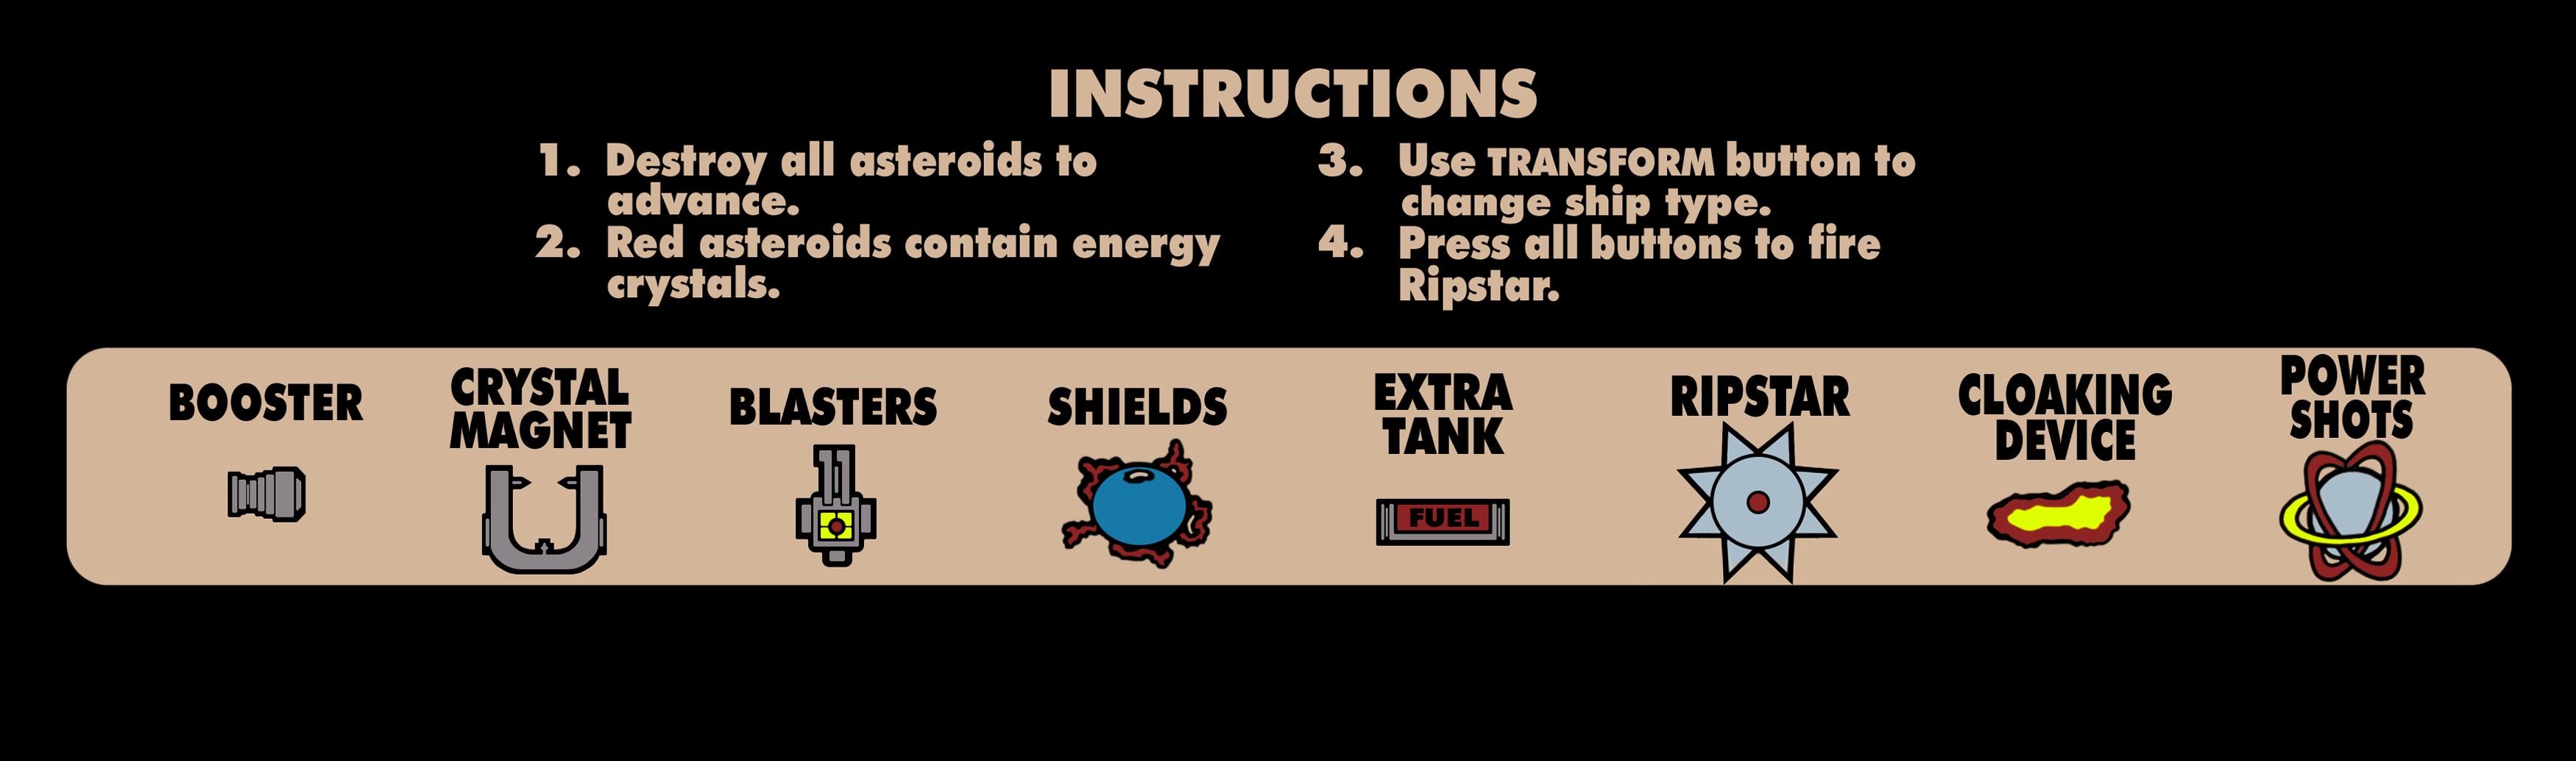 INSTRUCTIONS
1. Destroy all asteroids to
advance.
2. Red asteroids contain energy
crystals.
3. Use TRANSFORM button to
change ship type.
4. Press all buttons to fire
Ripstar.
BOOSTER
CRYSTAL
MAGNET
BLASTERS
SHIELDS
EXTRA
TANK
FUEL
RIPSTAR
CLOAKING
DEVICE
POWER
SHOTS